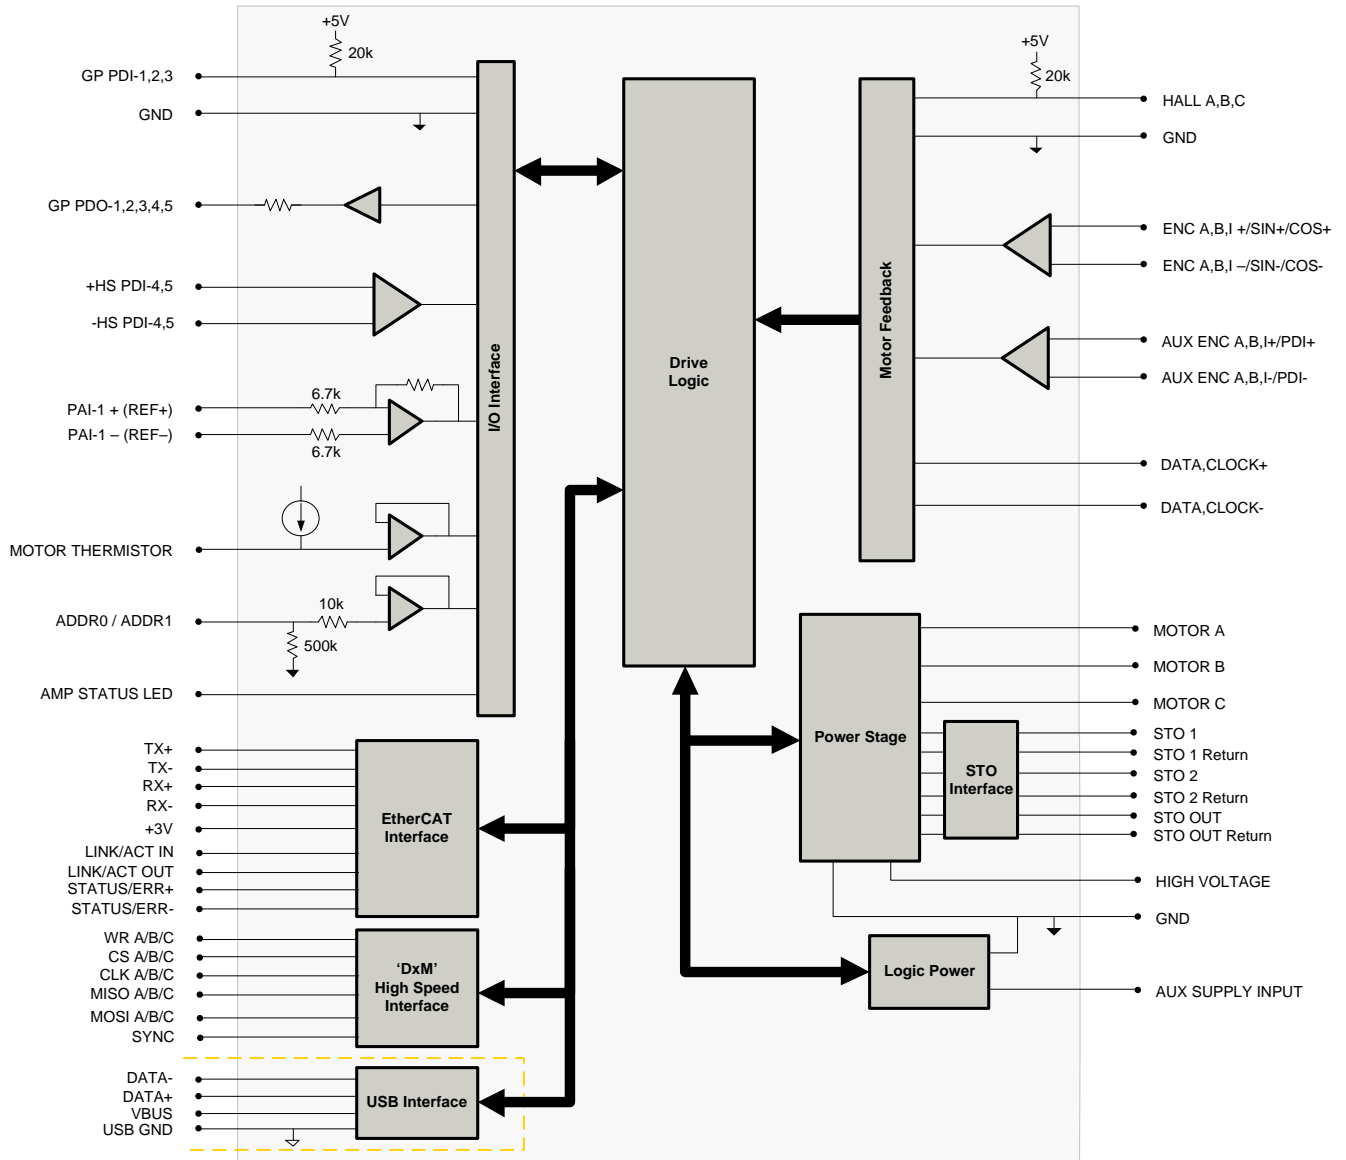 +5V
20k
GP PDI-1,2,3
GND
GP PDO-1,2,3,4,5
+HS PDI-4,5
-HS PDI-4,5
6.7k
PAI-1 + (REF+)
PAI-1 – (REF–)
6.7k
MOTOR THERMISTOR
10k
ADDR0 / ADDR1
500k
AMP STATUS LED
I/O Interface
TX+
TX-
RX+
RX-
+3V
LINK/ACT IN
LINK/ACT OUT
STATUS/ERR+
STATUS/ERR-
EtherCAT
Interface
WR A/B/C
CS A/B/C
CLK A/B/C
MISO A/B/C
MOSI A/B/C
SYNC
‘DxM’
High Speed
Interface
DATA-
DATA+
VBUS
USB GND
USB Interface
Drive
Logic
Motor Feedback
+5V
20k
HALL A,B,C
GND
ENC A,B,I +/SIN+/COS+
ENC A,B,I –/SIN-/COS-
AUX ENC A,B,I+/PDI+
AUX ENC A,B,I-/PDI-
DATA,CLOCK+
DATA,CLOCK-
Power Stage
STO
Interface
MOTOR A
MOTOR B
MOTOR C
STO 1
STO 1 Return
STO 2
STO 2 Return
STO OUT
STO OUT Return
HIGH VOLTAGE
GND
Logic Power
AUX SUPPLY INPUT